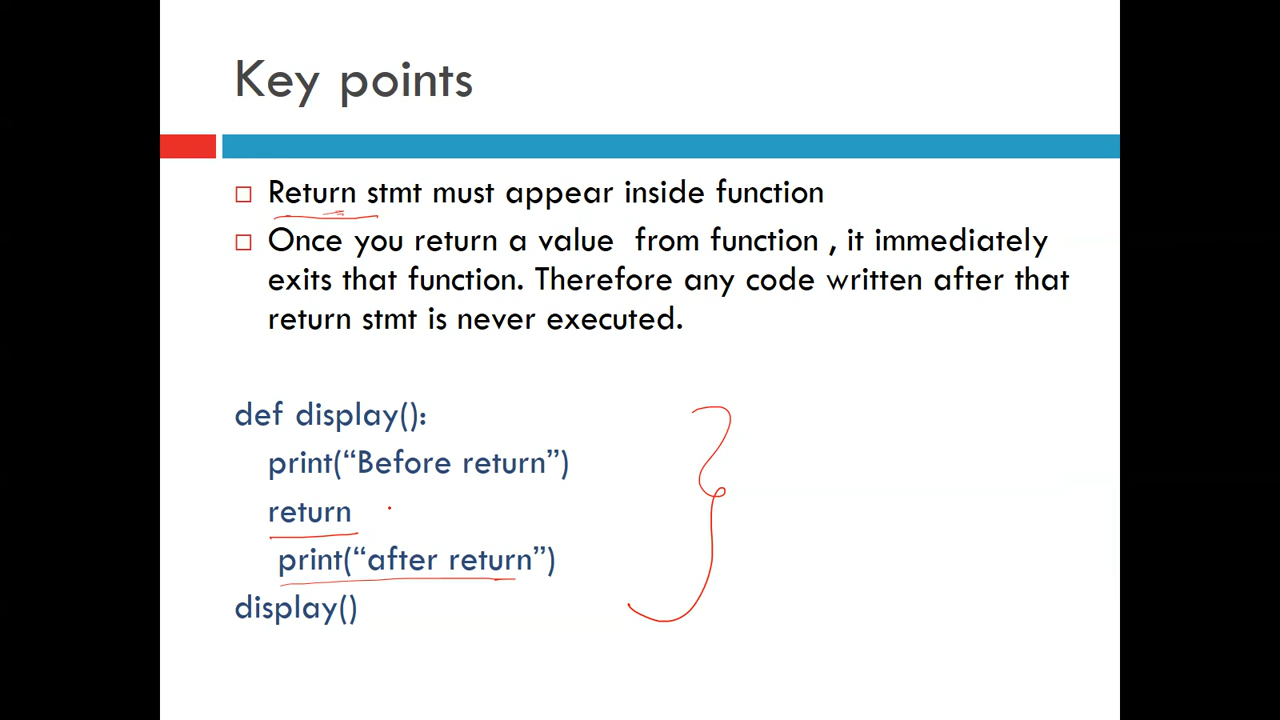 Key points
Return stmt must appear inside function
Once you return a value from function , it immediately
exits that function. Therefore any code written after that
return stmt is never executed.
def display():
print(“Before return”)
return
print(“after return”)
display()